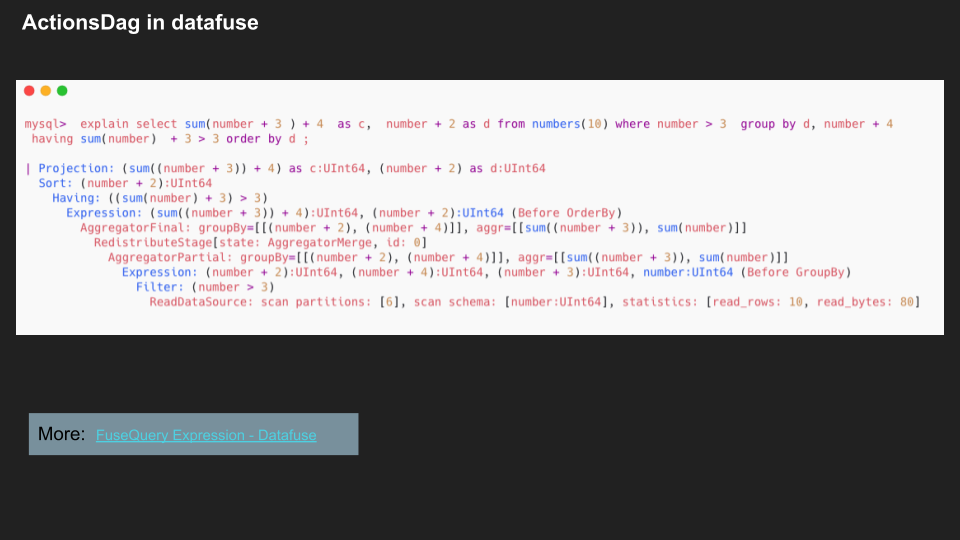 ActionsDag in datafuse
mysql>  explain select sum(number + 3 ) + 4  as c,  number + 2 as d from numbers(10) where number > 3  group by d, number + 4
 having sum(number)  + 3 > 3 order by d ;
| Projection: (sum((number + 3)) + 4) as c:UInt64, (number + 2) as d:UInt64
  Sort: (number + 2):UInt64
    Having: ((sum(number) + 3) > 3)
      Expression: (sum((number + 3)) + 4):UInt64, (number + 2):UInt64 (Before OrderBy)
        AggregatorFinal: groupBy=[[(number + 2), (number + 4)]], aggr=[[sum((number + 3)), sum(number)]]
          RedistributeStage[state: AggregatorMerge, id: 0]
            AggregatorPartial: groupBy=[[(number + 2), (number + 4)]], aggr=[[sum((number + 3)), sum(number)]]
              Expression: (number + 2):UInt64, (number + 4):UInt64, (number + 3):UInt64, number:UInt64 (Before GroupBy)
                Filter: (number > 3)
                  ReadDataSource: scan partitions: [6], scan schema: [number:UInt64], statistics: [read_rows: 10, read_bytes: 80]
More: FuseQuery Expression - Datafuse